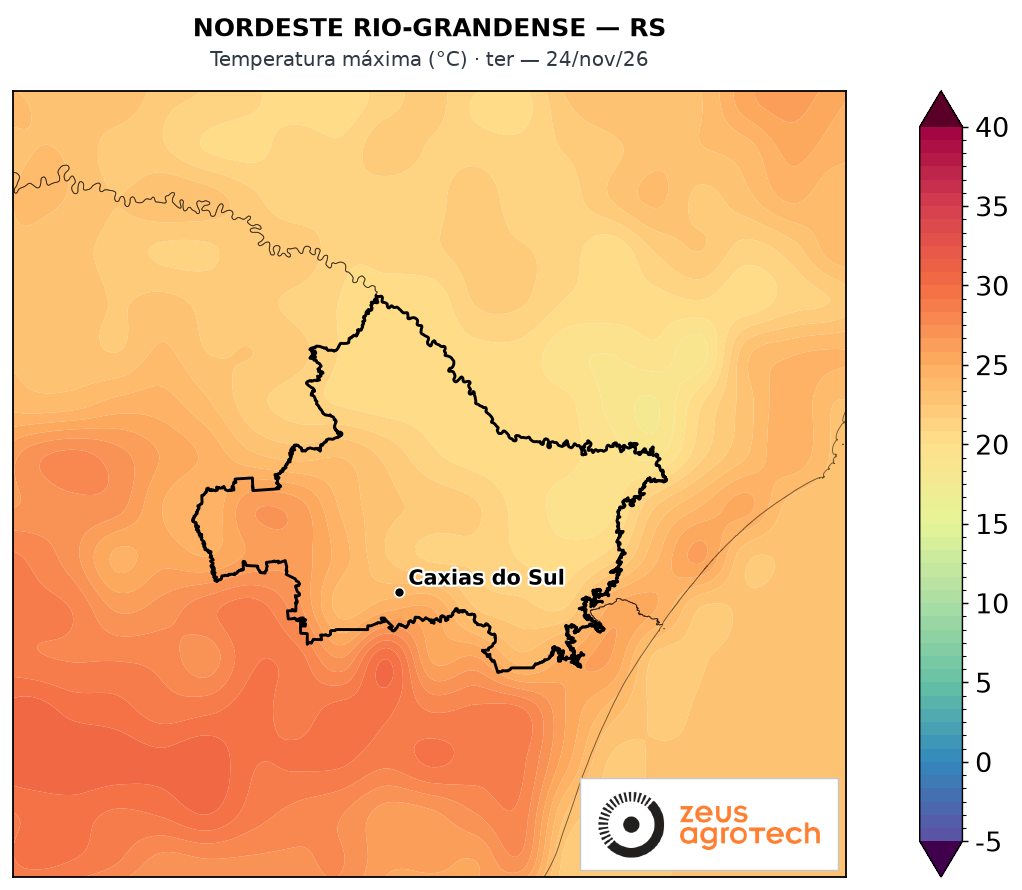 NORDESTE RIO-GRANDENSE — RS
Temperatura máxima (°C) · ter — 24/nov/26
40
35
30
25
20
15
10
5
0
-5
Caxias do Sul
zeus
agrotech